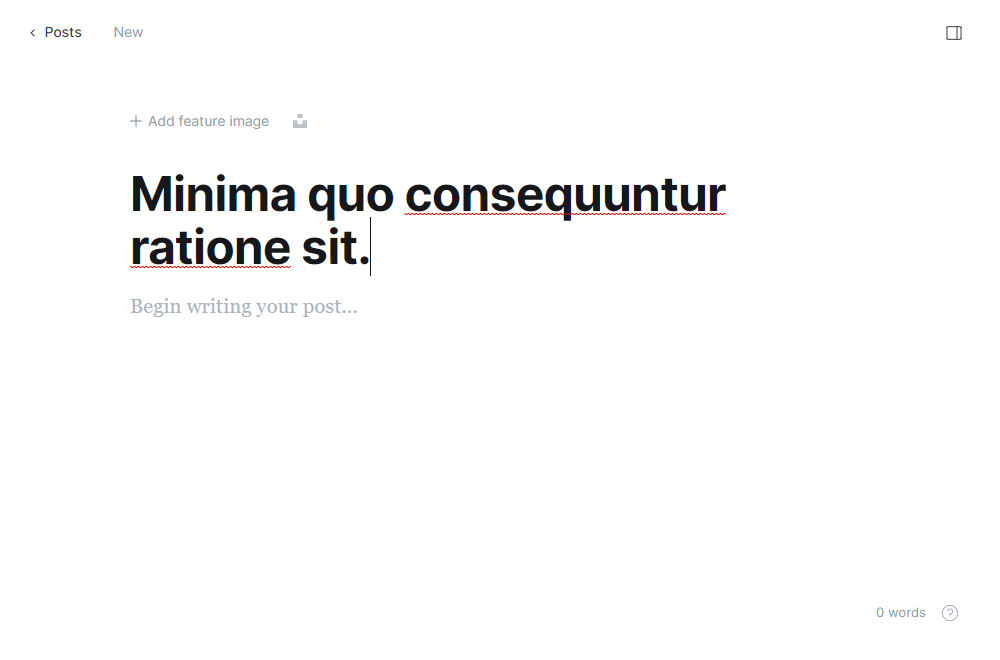 Posts New
Add feature image
Minima quo consequuntur
ratione sit.
Begin writing your post...
0 words